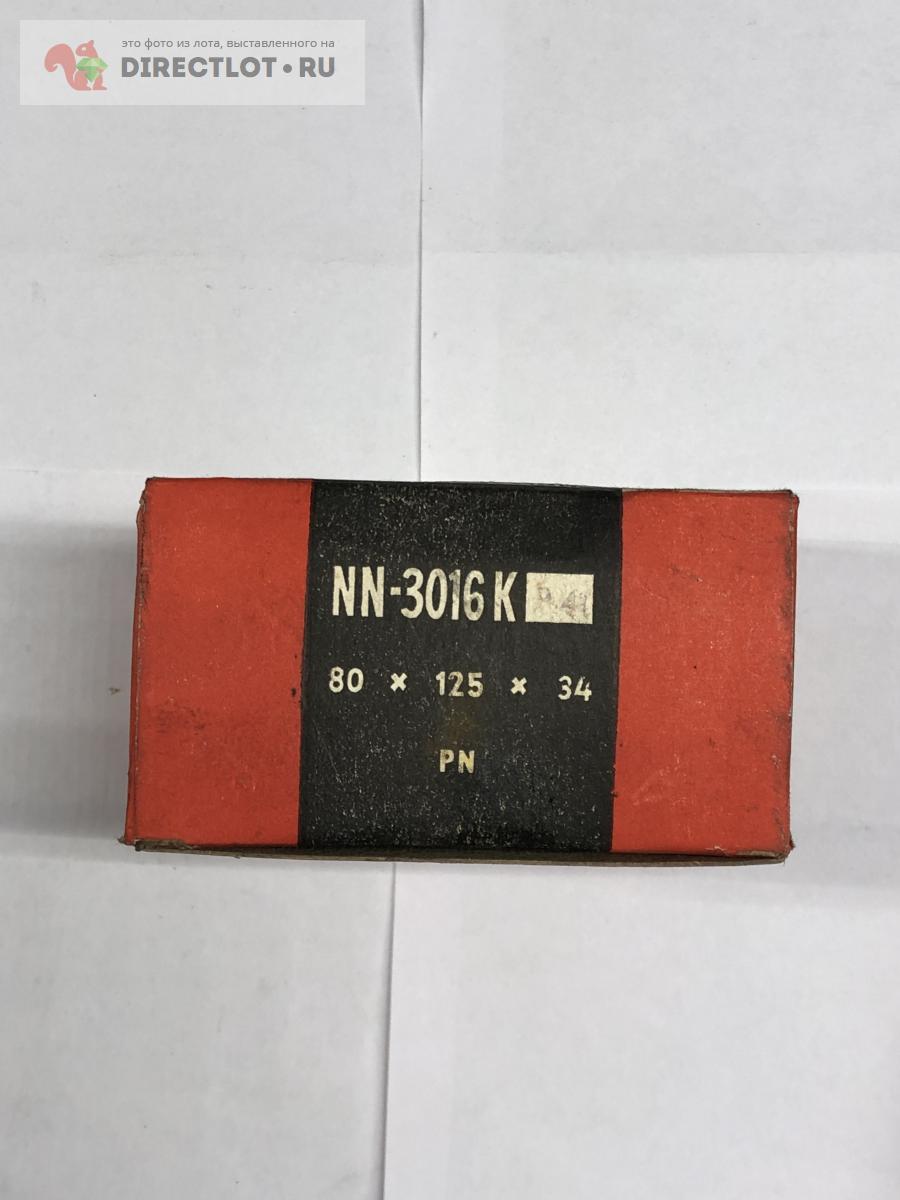 это фото из лота, выставленного на
DIRECTLOT•RU
NN-3016 K
80 × 125 × 34
PN